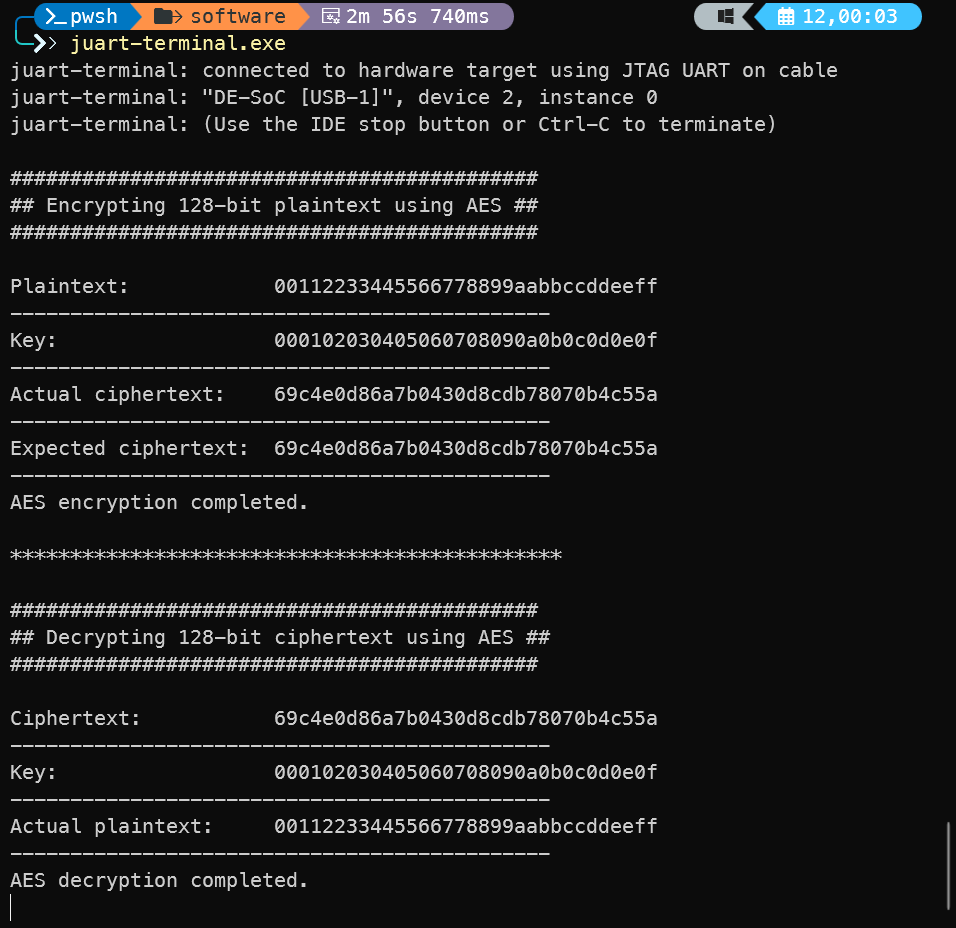 pwsh software 2m 56s 740ms 12,00:03
juart-terminal.exe
juart-terminal: connected to hardware target using JTAG UART on cable
juart-terminal: "DE-SoC [USB-1]", device 2, instance 0
juart-terminal: (Use the IDE stop button or Ctrl-C to terminate)
############################################
## Encrypting 128-bit plaintext using AES ##
############################################
Plaintext: 00112233445566778899aabbccddeeff
---------------------------------------------
Key: 000102030405060708090a0b0c0d0e0f
---------------------------------------------
Actual ciphertext: 69c4e0d86a7b0430d8cdb78070b4c55a
---------------------------------------------
Expected ciphertext: 69c4e0d86a7b0430d8cdb78070b4c55a
---------------------------------------------
AES encryption completed.
**********************************************
############################################
## Decrypting 128-bit ciphertext using AES ##
############################################
Ciphertext: 69c4e0d86a7b0430d8cdb78070b4c55a
---------------------------------------------
Key: 000102030405060708090a0b0c0d0e0f
---------------------------------------------
Actual plaintext: 00112233445566778899aabbccddeeff
---------------------------------------------
AES decryption completed.